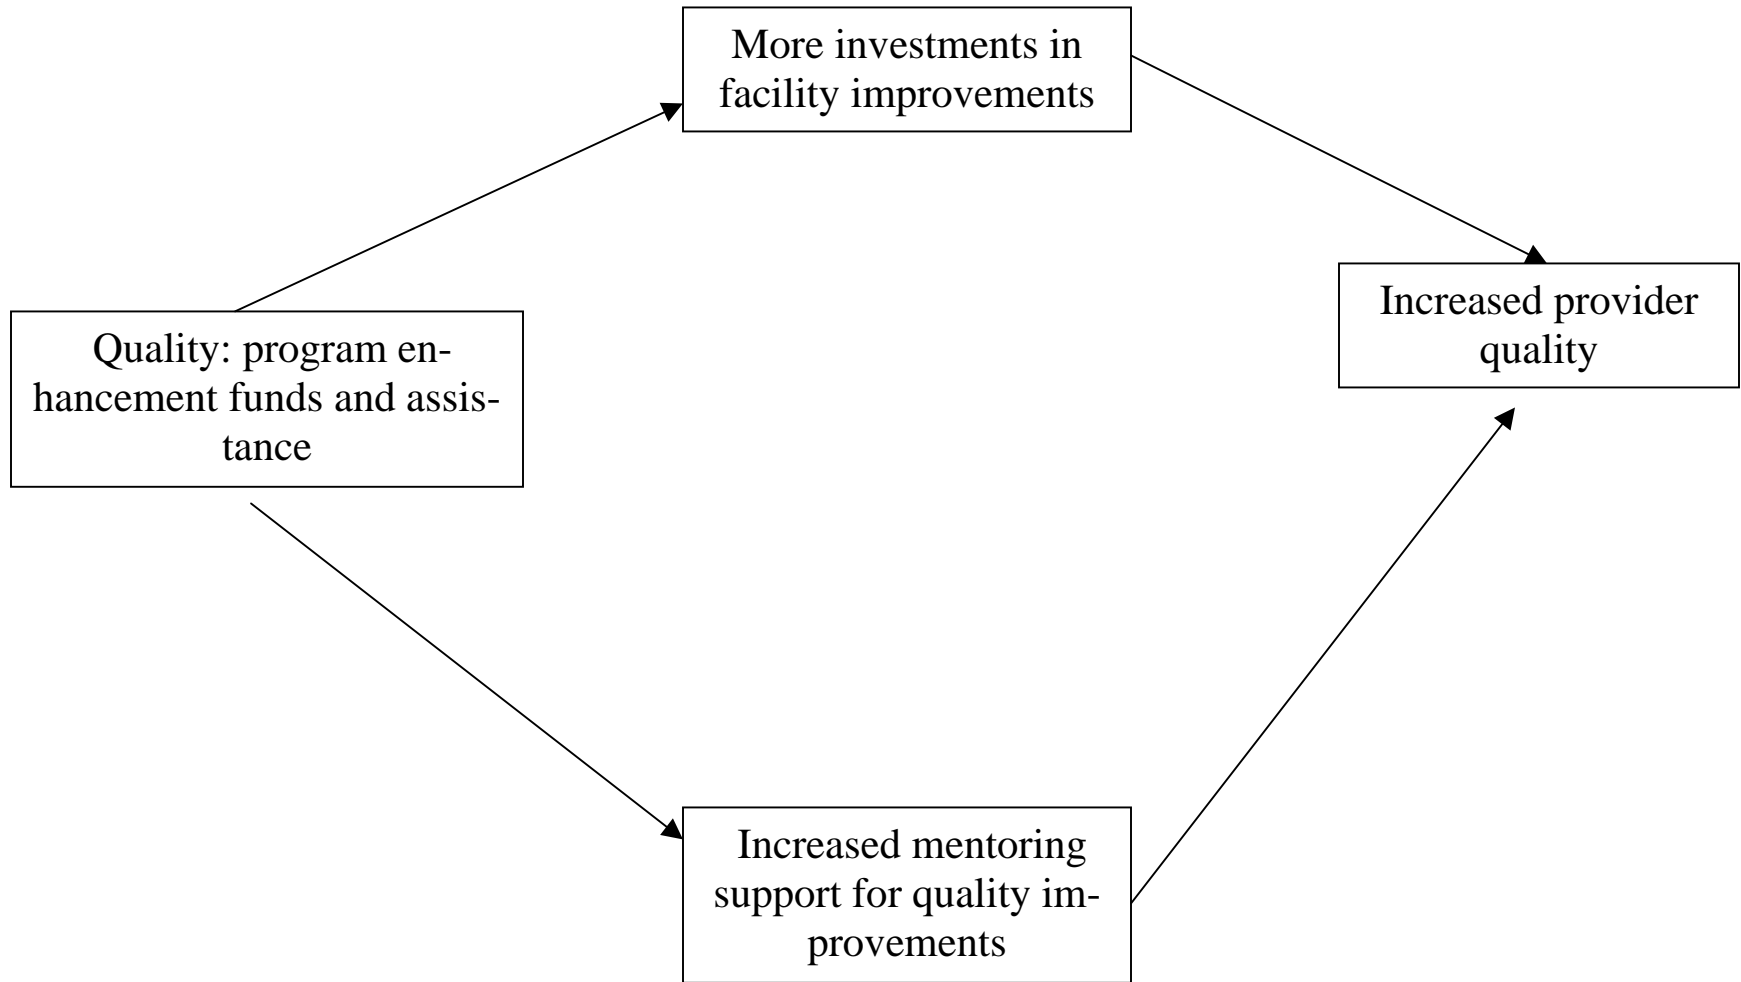 More investments in
facility improvements
Quality: program en-
hancement funds and assis-
tance
Increased provider
quality
Increased mentoring
support for quality im-
provements